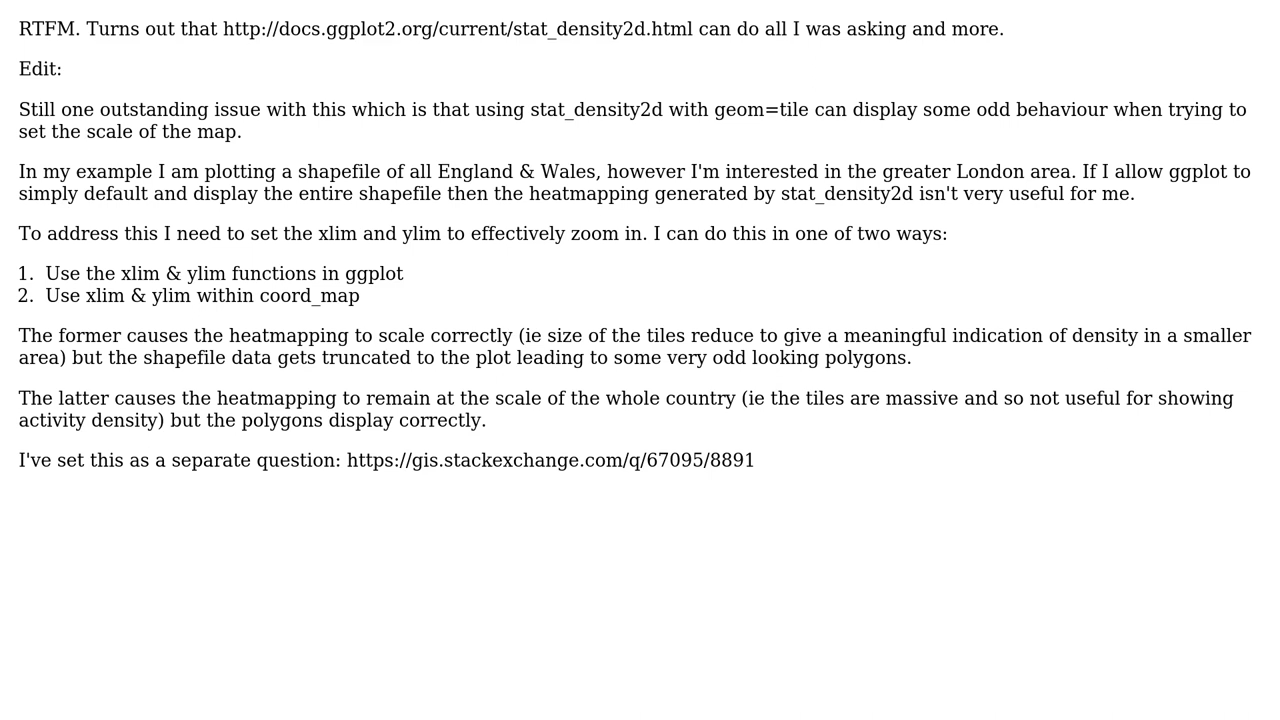 RTFM. Turns out that http://docs.ggplot2.org/current/stat_density2d.html can do all I was asking and more.
Edit:
Still one outstanding issue with this which is that using stat_density2d with geom=tile can display some odd behaviour when trying to
set the scale of the map.
In my example I am plotting a shapefile of all England & Wales, however I'm interested in the greater London area. If I allow ggplot to
simply default and display the entire shapefile then the heatmapping generated by stat_density2d isn't very useful for me.
To address this I need to set the xlim and ylim to effectively zoom in. I can do this in one of two ways:
1. Use the xlim & ylim functions in ggplot
2. Use xlim & ylim within coord_map
The former causes the heatmapping to scale correctly (ie size of the tiles reduce to give a meaningful indication of density in a smaller
area) but the shapefile data gets truncated to the plot leading to some very odd looking polygons.
The latter causes the heatmapping to remain at the scale of the whole country (ie the tiles are massive and so not useful for showing
activity density) but the polygons display correctly.
I've set this as a separate question: https://gis.stackexchange.com/q/67095/8891